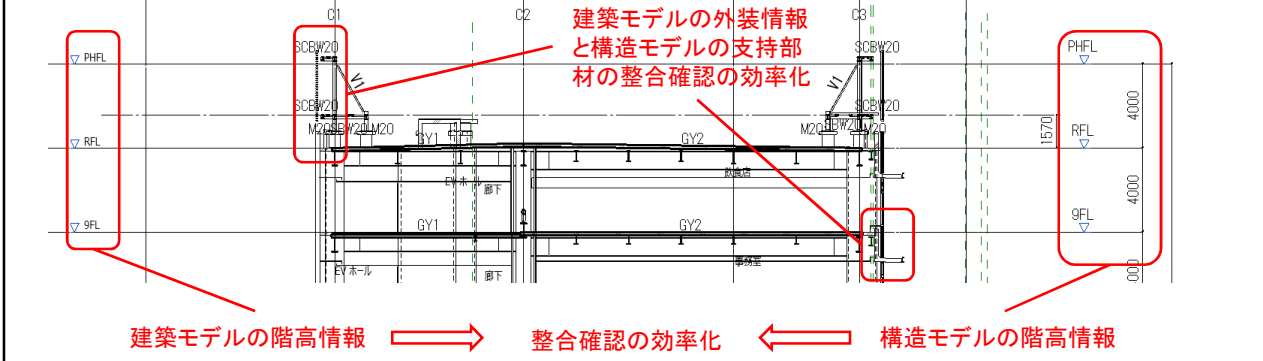 C1
C2
C3
建築モデルの外装情報
と構造モデルの支持部
材の整合確認の効率化
PHFL
SCBW20
SCBW20
PHFL
V1
V1
4000
SCBW20
SCBW20
M20
SCBW20
M20
M20
SCBW20
M20
1570
RFL
GY1
GY2
RFL
EVホール
廊下
飲食店
4000
9FL
GY1
GY2
9FL
EVホール
廊下
事務室
建築モデルの階高情報
整合確認の効率化
構造モデルの階高情報